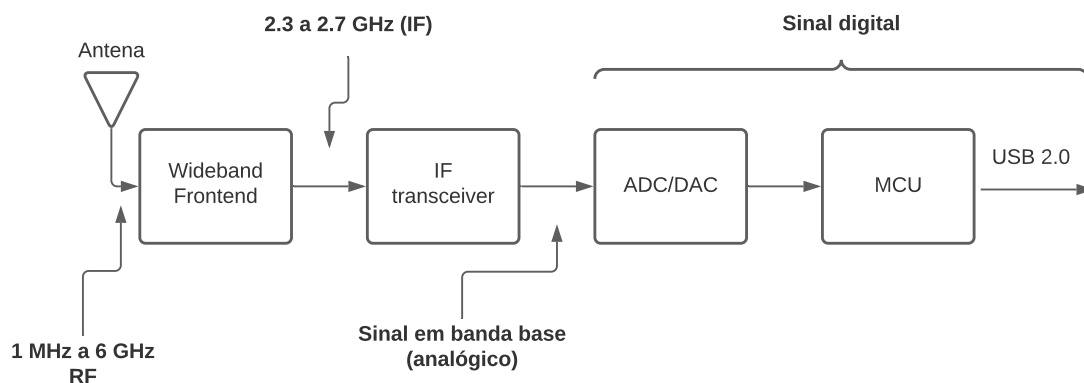 2.3 a 2.7 GHz (IF)
Sinal digital
Antena
Wideband
Frontend
IF
transceiver
ADC/DAC
MCU
USB 2.0
Sinal em banda base
(analógico)
1 MHz a 6 GHz
RF